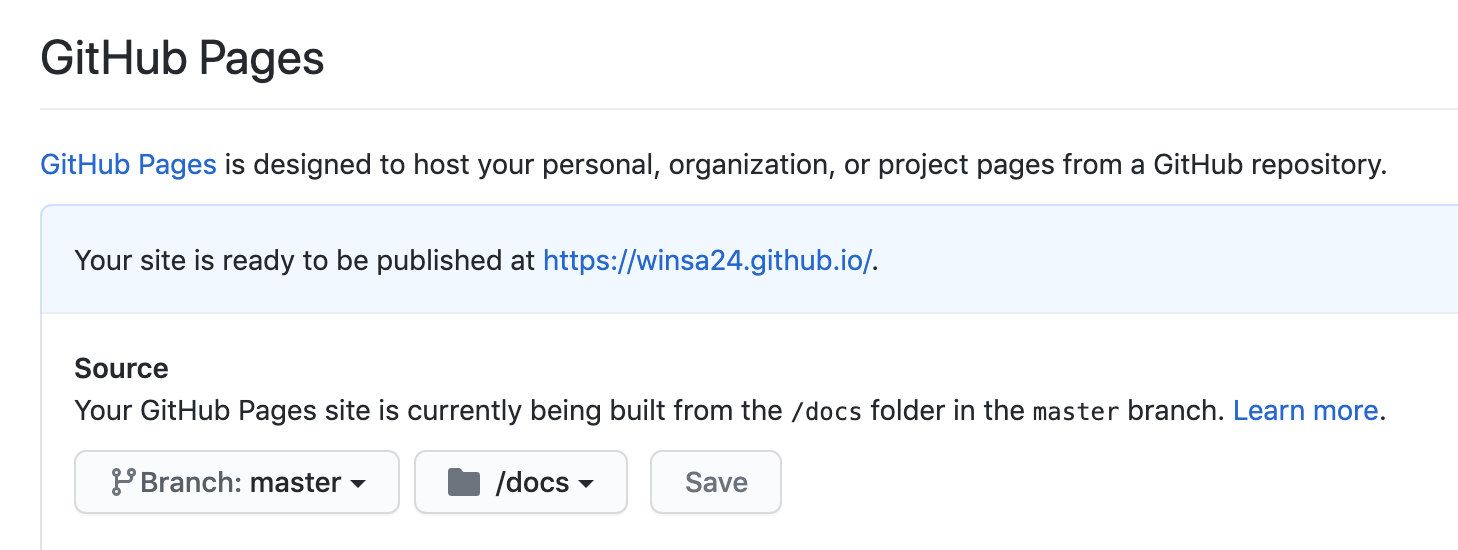 GitHub Pages
GitHub Pages is designed to host your personal, organization, or project pages from a GitHub repository.
Your site is ready to be published at https://winsa24.github.io/.
Source
Your GitHub Pages site is currently being built from the /docs folder in the master branch. Learn more.
Branch: master /docs Save